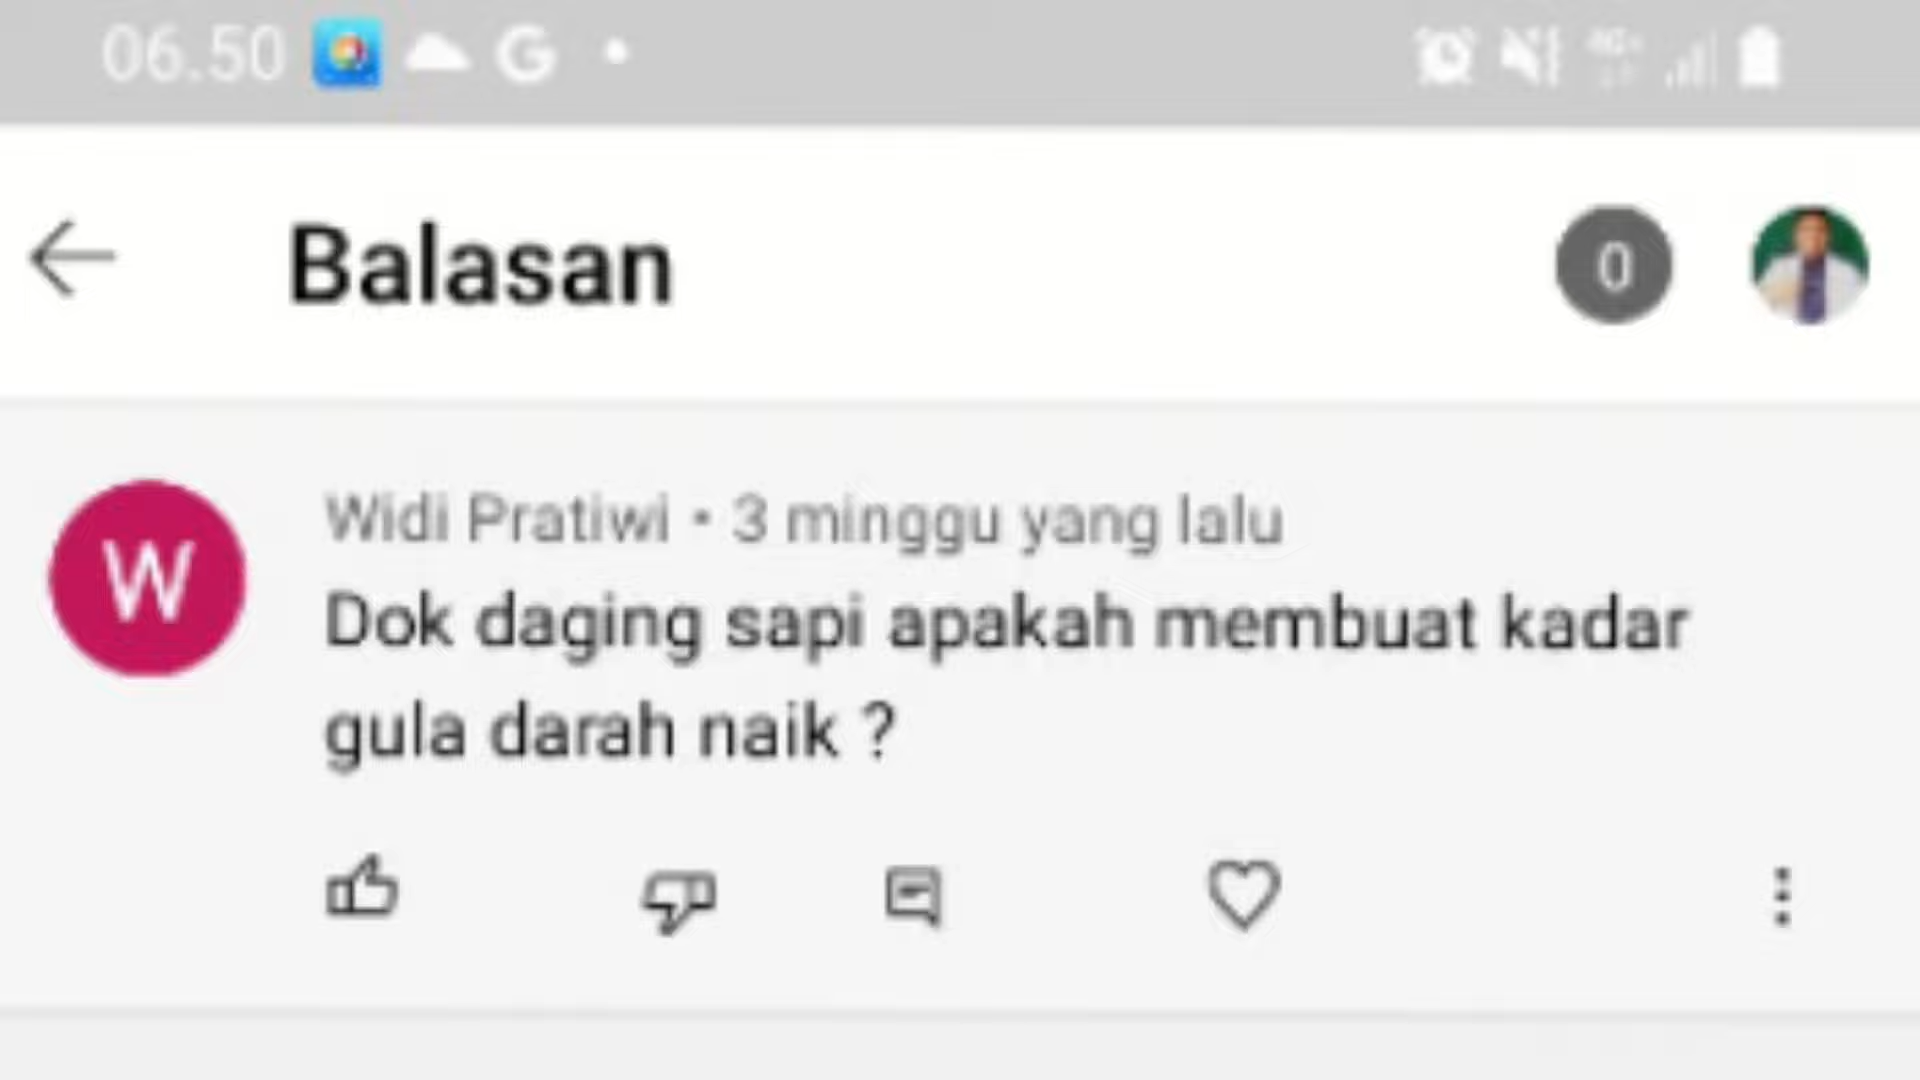 06.50 G
Balasan
0
W
Widi Pratiwi • 3 minggu yang lalu
Dok daging sapi apakah membuat kadar
gula darah naik ?